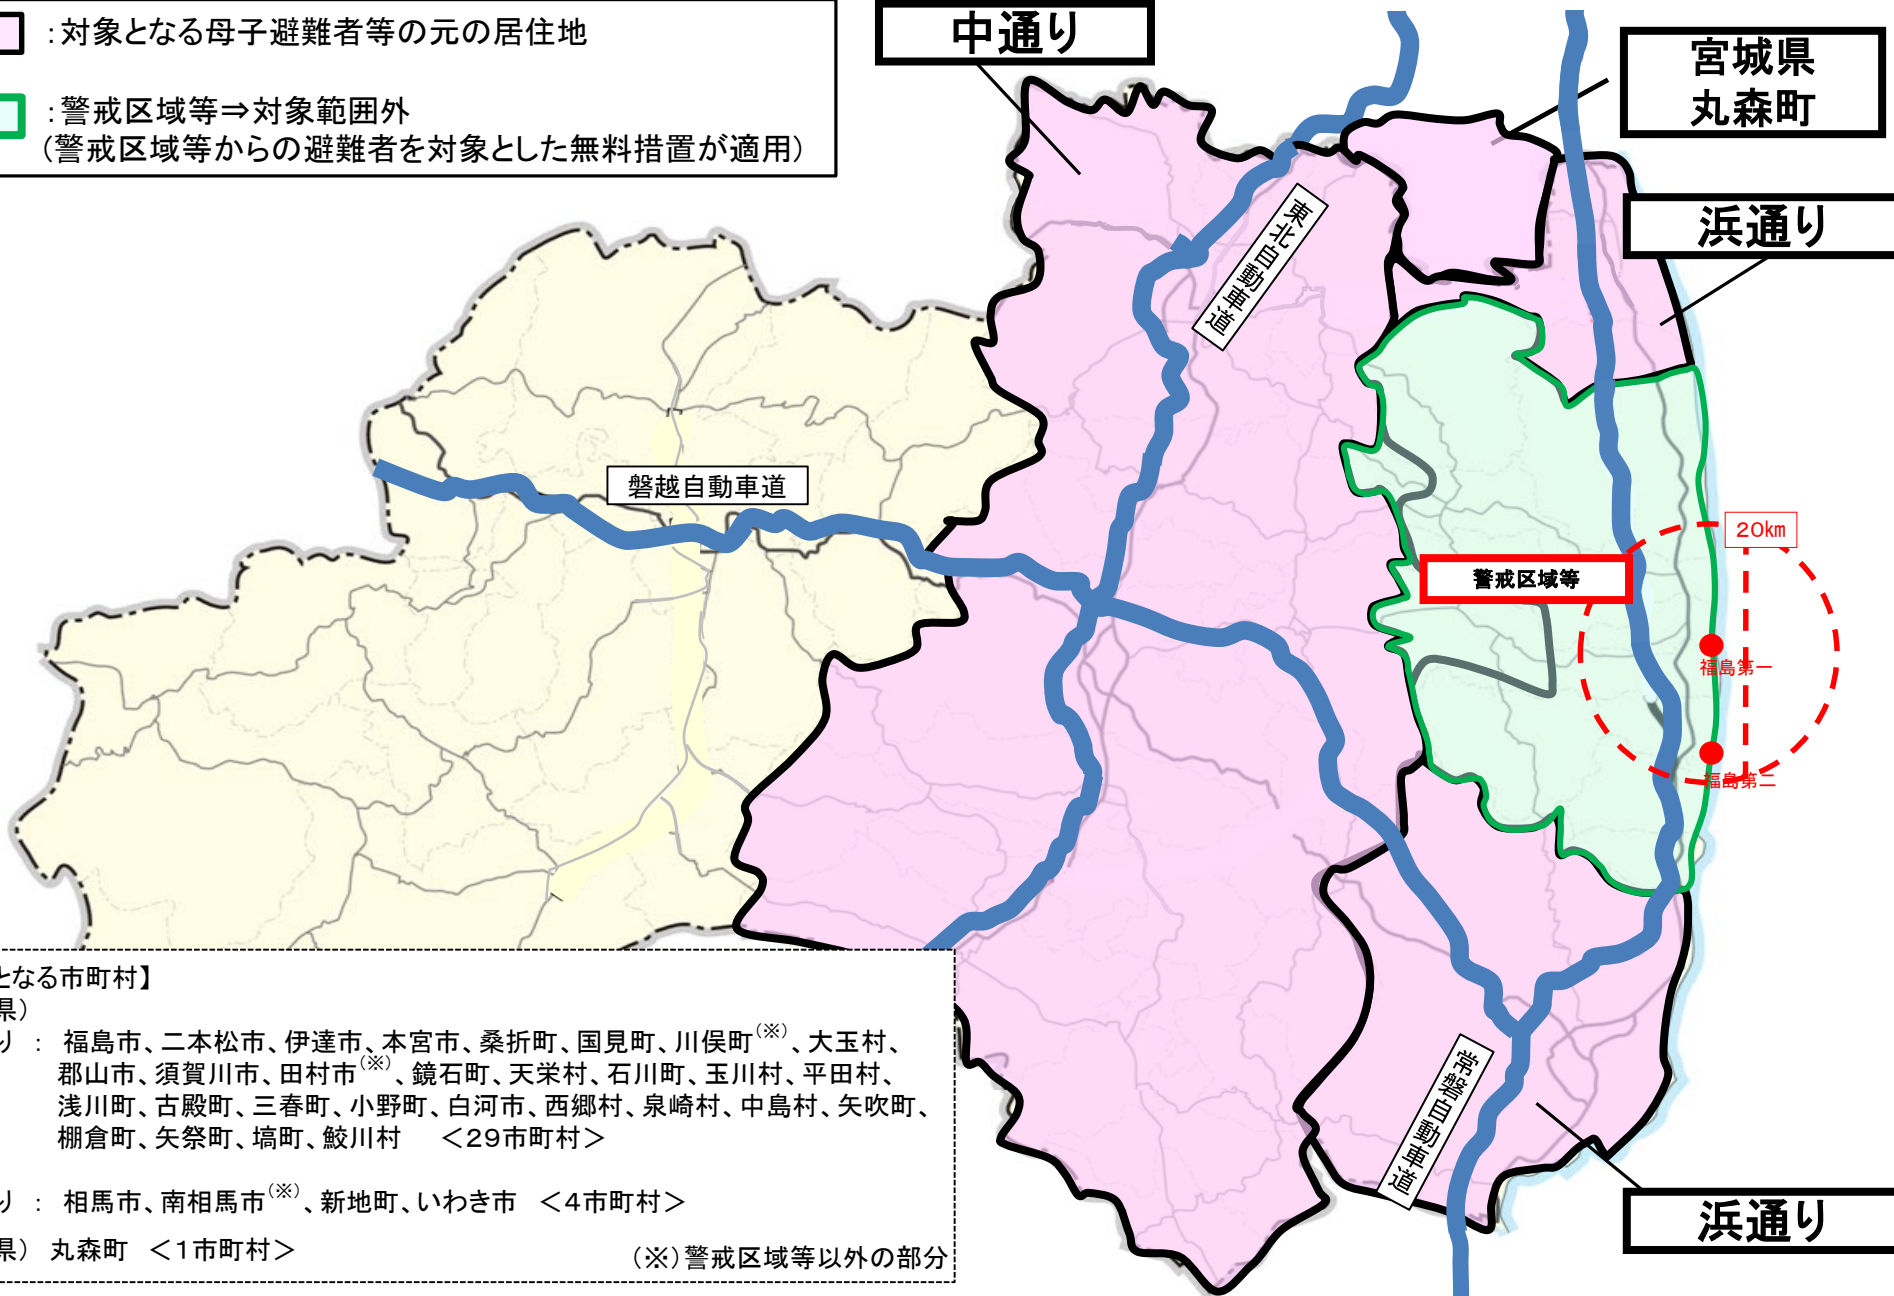 ：対象となる母子避難者等の元の居住地
：警戒区域等⇒対象範囲外
（警戒区域等からの避難者を対象とした無料措置が適用）
中通り
宮城県
丸森町
浜通り
東北自動車道
磐越自動車道
20km
警戒区域等
福島第一
福島第二
常磐自動車道
浜通り
となる市町村】
県）
り ： 福島市、二本松市、伊達市、本宮市、桑折町、国見町、川俣町(※)、大玉村、
郡山市、須賀川市、田村市(※)、鏡石町、天栄村、石川町、玉川村、平田村、
浅川町、古殿町、三春町、小野町、白河市、西郷村、泉崎村、中島村、矢吹町、
棚倉町、矢祭町、塙町、鮫川村 ＜29市町村＞
り ： 相馬市、南相馬市(※)、新地町、いわき市 ＜4市町村＞
県） 丸森町 ＜1市町村＞
（※）警戒区域等以外の部分